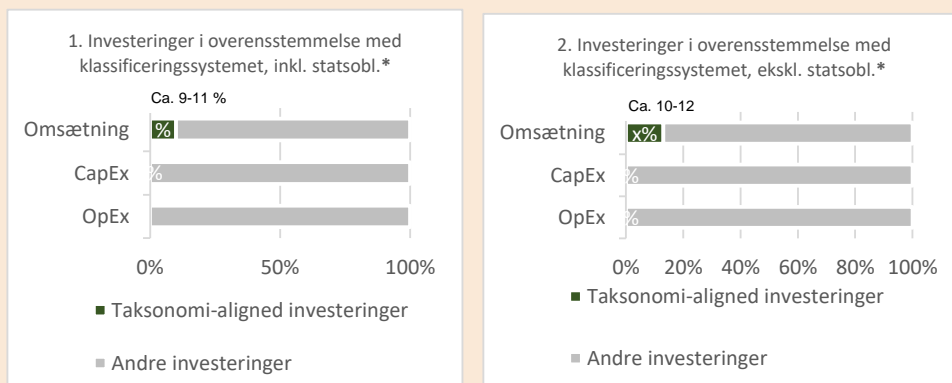 1. Investeringer i overensstemmelse med
klassificeringssystemet, inkl. statsobl.*
Ca. 9-11 %
Omsætning
%
CapEx
%
OpEx
0%
50%
100%
Taksonomi-aligned investeringer
Andre investeringer
2. Investeringer i overensstemmelse med
klassificeringssystemet, ekskl. statsobl.*
Ca. 10-12
Omsætning
x%
CapEx
%
OpEx
%
0%
20%
40%
60%
80%
100%
Taksonomi-aligned investeringer
Andre investeringer